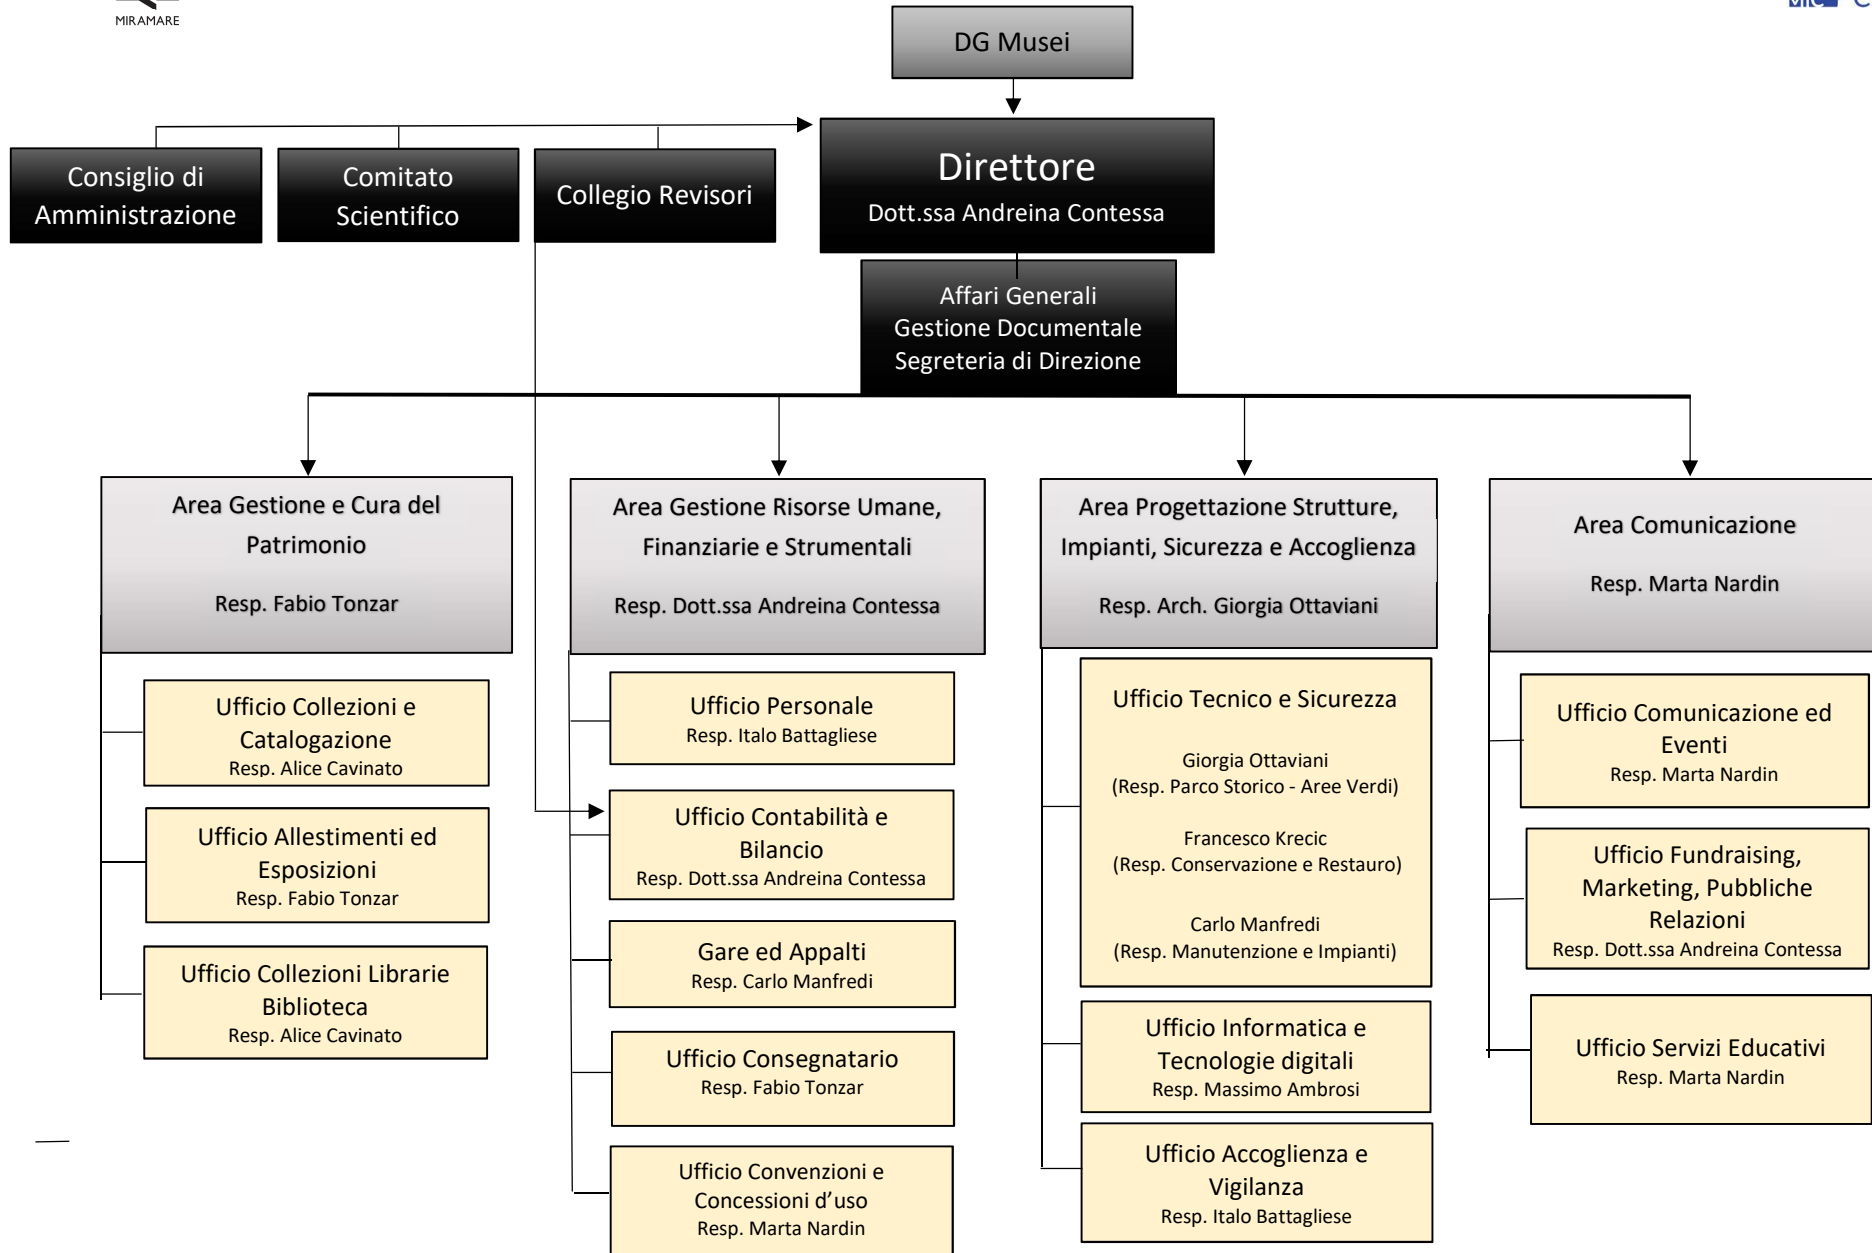 MIRAMARE
DG Musei
Consiglio di
Amministrazione
Comitato
Scientifico
Collegio Revisori
Direttore
Dott.ssa Andreina Contessa
Affari Generali
Gestione Documentale
Segreteria di Direzione
Area Gestione e Cura del
Patrimonio
Resp. Fabio Tonzar
Ufficio Collezioni e
Catalogazione
Resp. Alice Cavinato
Ufficio Allestimenti ed
Esposizioni
Resp. Fabio Tonzar
Ufficio Collezioni Librarie
Biblioteca
Resp. Alice Cavinato
Area Gestione Risorse Umane,
Finanziarie e Strumentali
Resp. Dott.ssa Andreina Contessa
Ufficio Personale
Resp. Italo Battagliese
Ufficio Contabilità e
Bilancio
Resp. Dott.ssa Andreina Contessa
Gare ed Appalti
Resp. Carlo Manfredi
Ufficio Consegnatario
Resp. Fabio Tonzar
Ufficio Convenzioni e
Concessioni d’uso
Resp. Marta Nardin
Area Progettazione Strutture,
Impianti, Sicurezza e Accoglienza
Resp. Arch. Giorgia Ottaviani
Ufficio Tecnico e Sicurezza
Giorgia Ottaviani
(Resp. Parco Storico - Aree Verdi)
Francesco Krecic
(Resp. Conservazione e Restauro)
Carlo Manfredi
(Resp. Manutenzione e Impianti)
Ufficio Informatica e
Tecnologie digitali
Resp. Massimo Ambrosi
Ufficio Accoglienza e
Vigilanza
Resp. Italo Battagliese
Area Comunicazione
Resp. Marta Nardin
Ufficio Comunicazione ed
Eventi
Resp. Marta Nardin
Ufficio Fundraising,
Marketing, Pubbliche
Relazioni
Resp. Dott.ssa Andreina Contessa
Ufficio Servizi Educativi
Resp. Marta Nardin